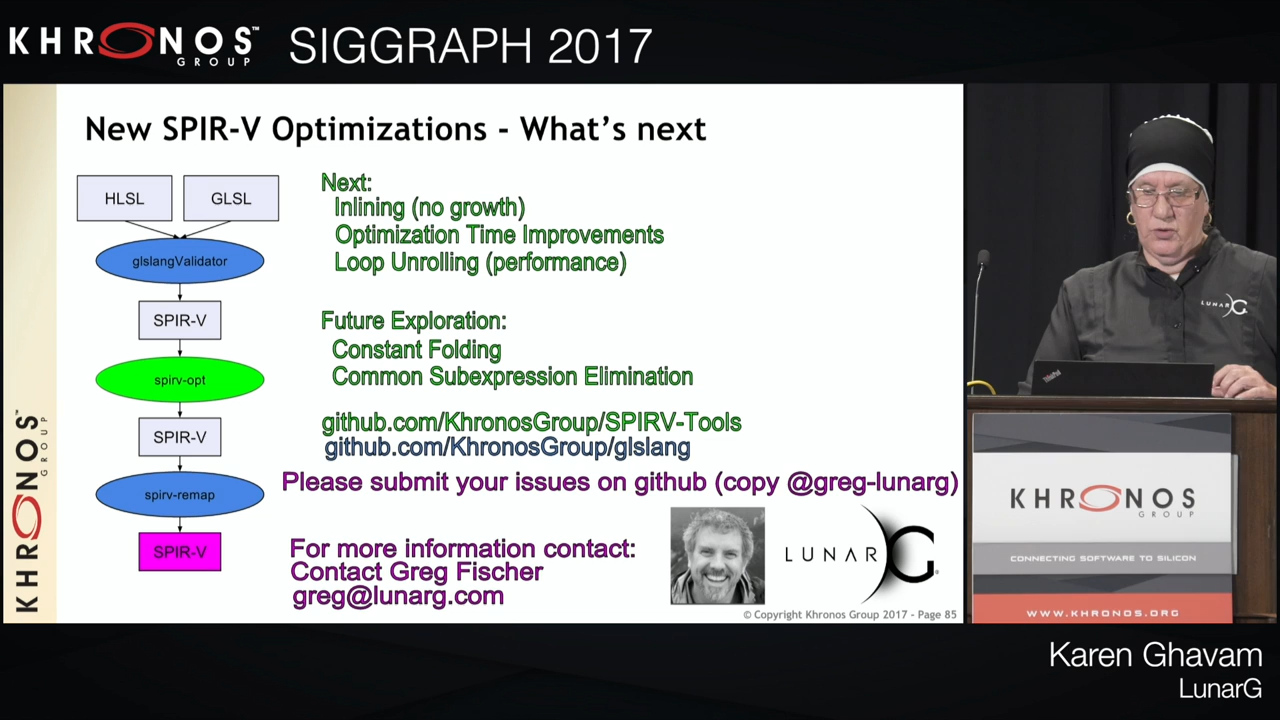 KHRONOS™ GROUP
SIGGRAPH 2017
New SPIR-V Optimizations - What's next
HLSL
GLSL
glslangValidator
SPIR-V
spirv-opt
SPIR-V
spirv-remap
SPIR-V
Next:
Inlining (no growth)
Optimization Time Improvements
Loop Unrolling (performance)
Future Exploration:
Constant Folding
Common Subexpression Elimination
github.com/KhronosGroup/SPIRV-Tools
github.com/KhronosGroup/glslang
Please submit your issues on github (copy @greg-lunarg)
For more information contact:
Contact Greg Fischer
greg@lunarg.com
LUNARG®
© Copyright Khronos Group 2017 - Page 85
KHRONOS GROUP
LUNARG
ThinkPad
KHRONOS
GROUP
CONNECTING SOFTWARE TO SILICON
WWW.KHRONOS.ORG
Karen Ghavam
LunarG